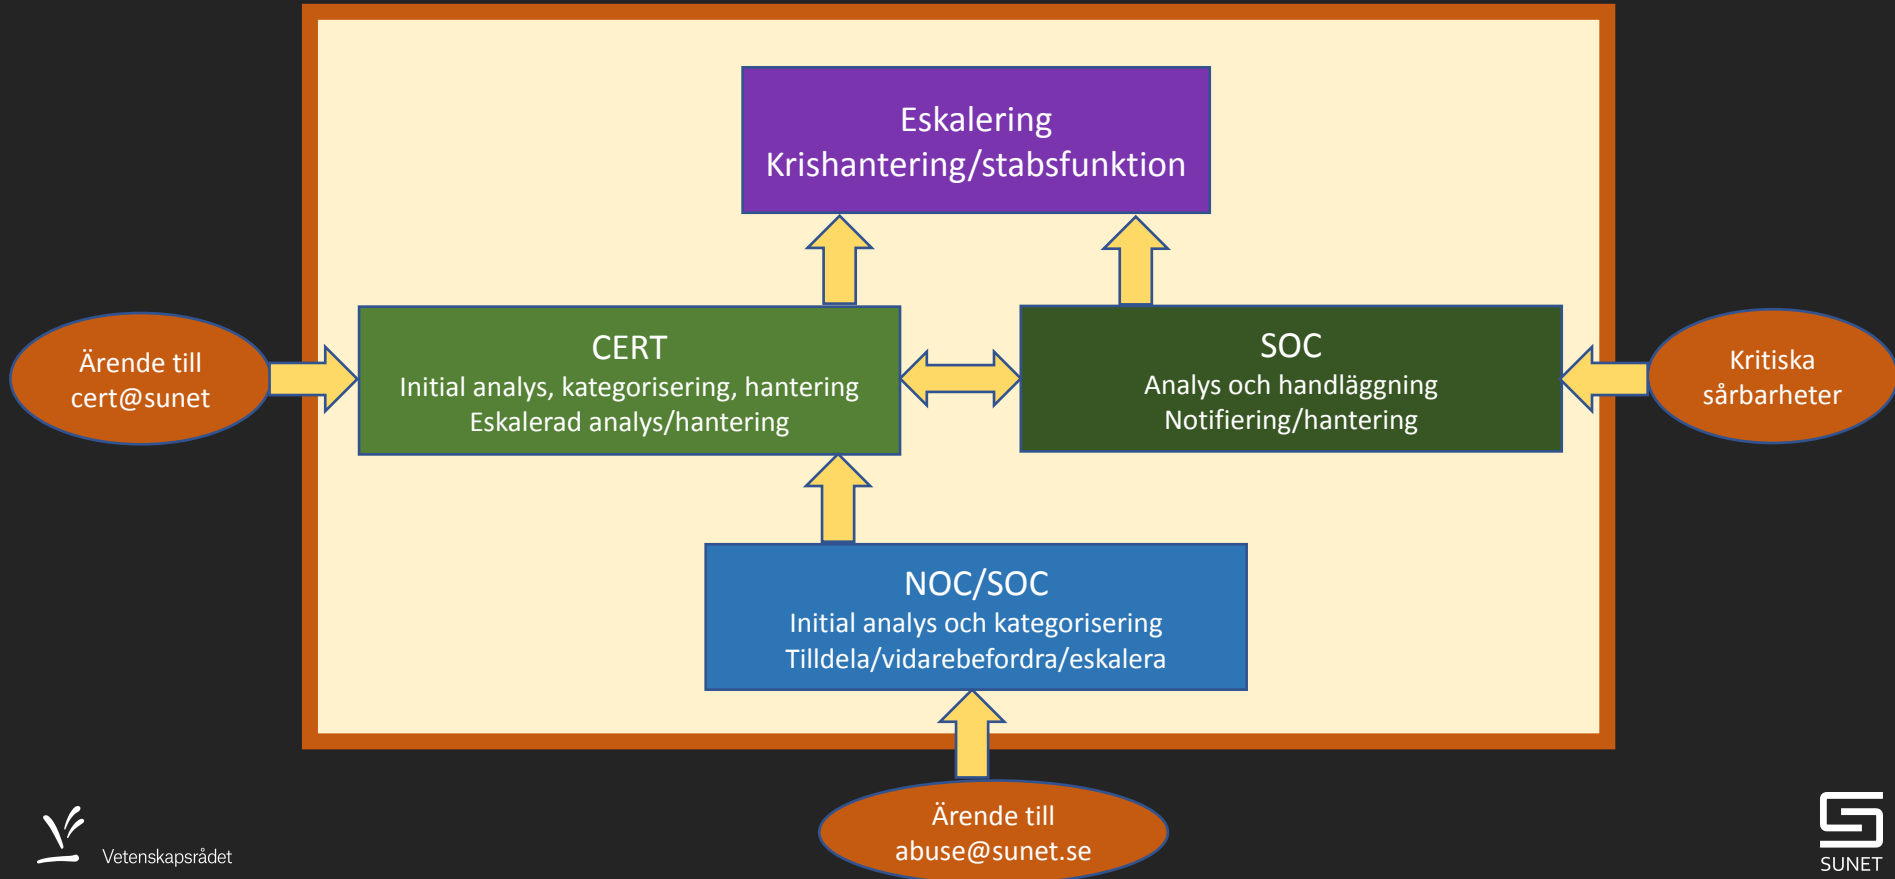 Eskalering
Krishantering/stabsfunktion
Ärende till
cert@sunet
CERT
Initial analys, kategorisering, hantering
Eskalerad analys/hantering
SOC
Analys och handläggning
Notifiering/hantering
Kritiska
sårbarheter
NOC/SOC
Initial analys och kategorisering
Tilldela/vidarebefordra/eskalera
Ärende till
abuse@sunet.se
Vetenskapsrådet
SUNET